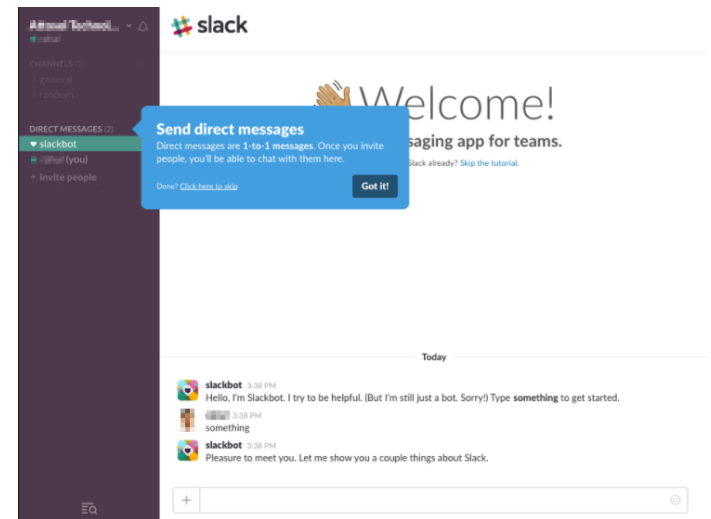 slack
CHANNELS
general
random
DIRECT MESSAGES (2)
♥ slackbot
(you)
+ Invite people
Welcome!
saging app for teams.
Slack already? Skip the tutorial.
Send direct messages
Direct messages are 1-to-1 messages. Once you invite
people, you'll be able to chat with them here.
Done? Click here to skip
Got it!
Today
slackbot 3:38 PM
Hello, I'm Slackbot. I try to be helpful. (But I'm still just a bot. Sorry!) Type something to get started.
3:38 PM
something
slackbot 3:38 PM
Pleasure to meet you. Let me show you a couple things about Slack.